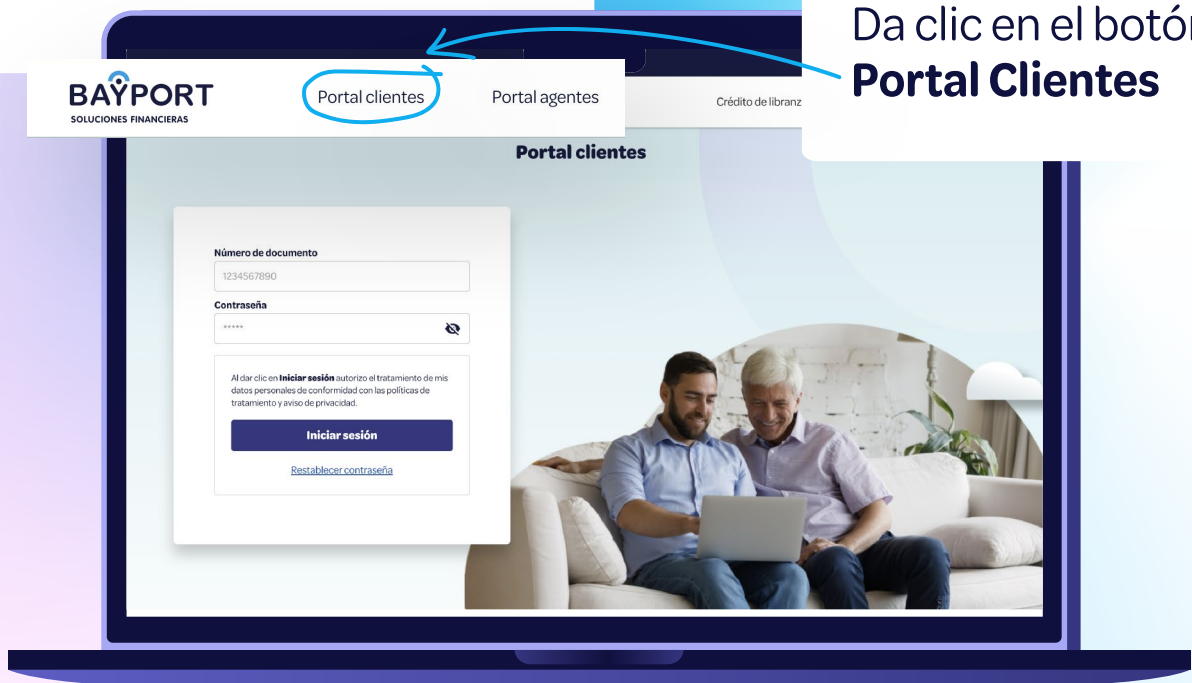 Da clic en el botón
Portal Clientes
BAYPORT
SOLUCIONES FINANCIERAS
Portal clientes
Portal agentes
Crédito de libranz
Portal clientes
Número de documento
1234567890
Contraseña
*****
Al dar clic en Iniciar sesión autorizo el tratamiento de mis
datos personales de conformidad con las políticas de
tratamiento y aviso de privacidad.
Iniciar sesión
Restablecer contraseña